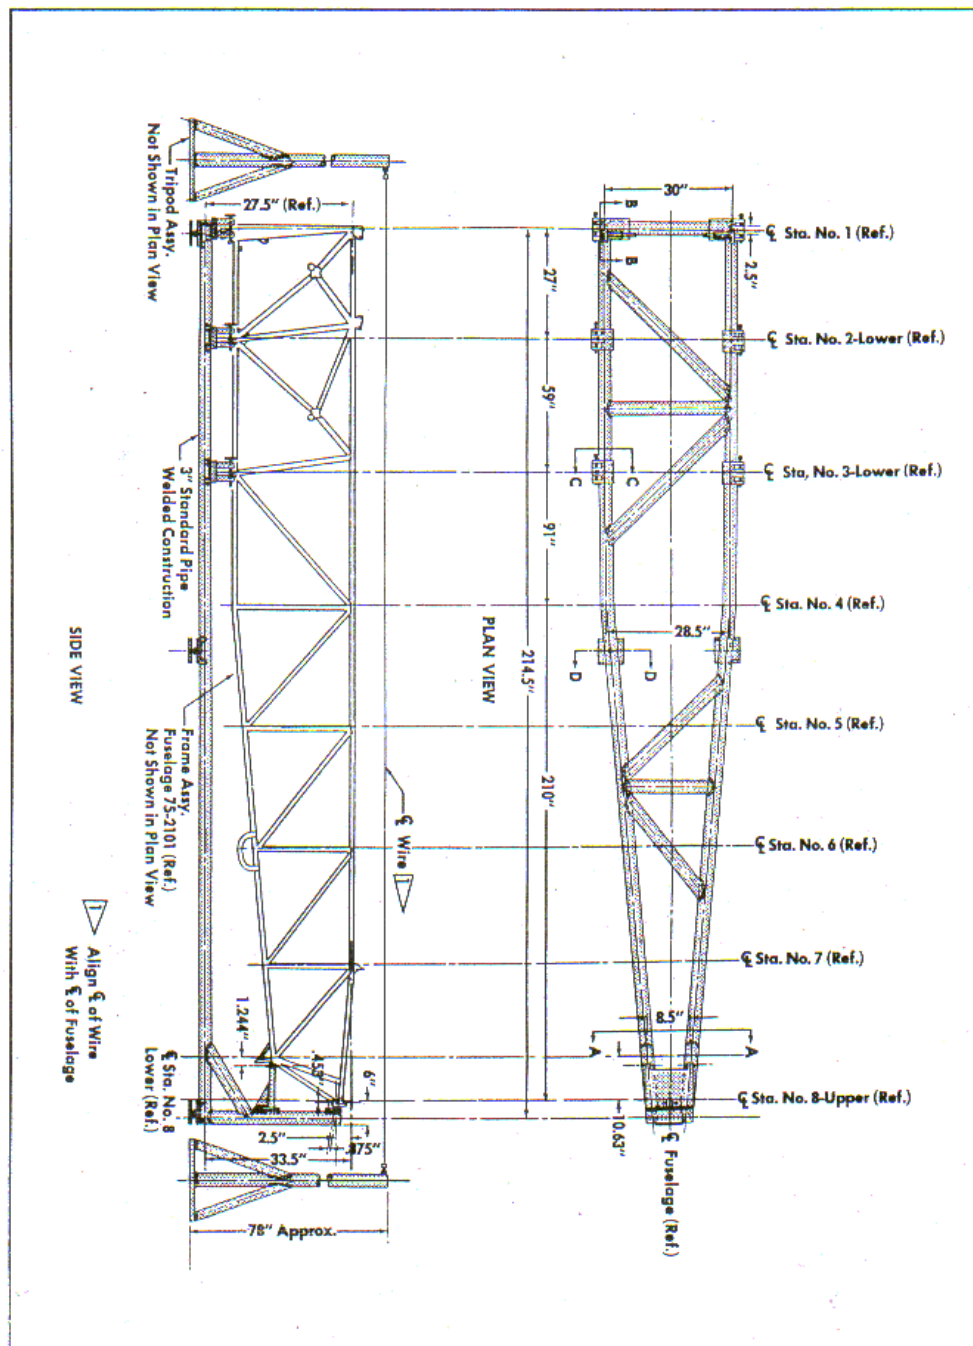 30"
B
B
2.5"
℄ Sta. No. 1 (Ref.)
℄ Sta. No. 2-Lower (Ref.)
C
C
℄ Sta, No. 3-Lower (Ref.)
℄ Sta. No. 4 (Ref.)
28.5"
D
D
℄ Sta. No. 5 (Ref.)
℄ Sta. No. 6 (Ref.)
℄ Sta. No. 7 (Ref.)
8.5"
A
A
℄ Sta. No. 8-Upper (Ref.)
10.63"
℄ Fuselage (Ref.)
PLAN VIEW
27"
59"
91"
210"
214.5"
Tripod Assy.
Not Shown in Plan View
27.5" (Ref.)
3" Standard Pipe
Welded Construction
Frame Assy.
Fuselage 75-2101 (Ref.)
Not Shown in Plan View
℄ Wire
1
1.244"
6"
2.5"
33.5"
78" Approx.
℄ Sta. No. 8
Lower (Ref.)
SIDE VIEW
1
Align ℄ of Wire
With ℄ of Fuselage